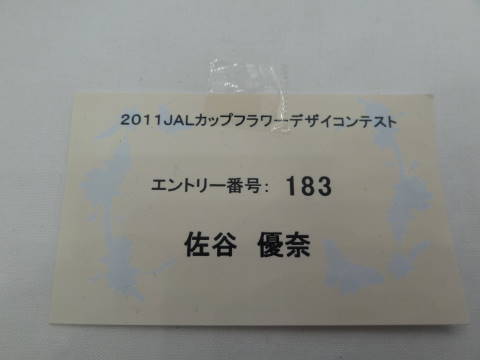 2011JALカップフラワーデザイコンテスト
エントリー番号： 183
佐谷　優奈